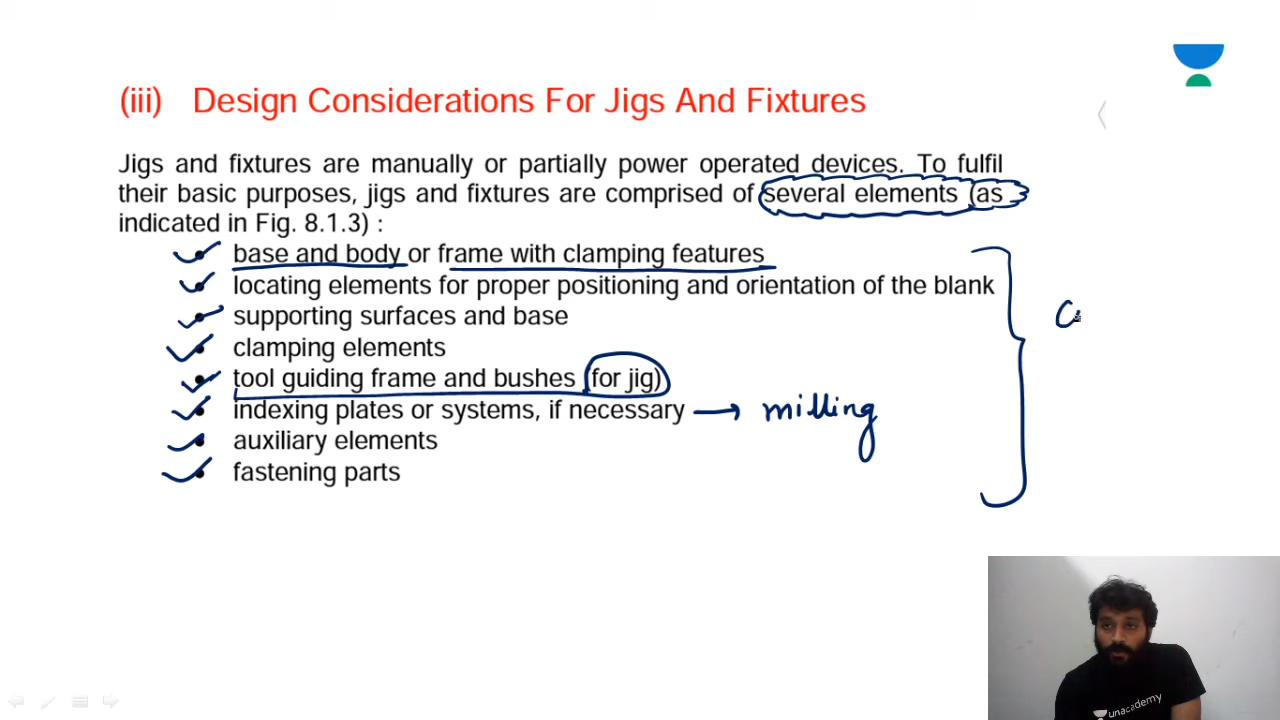 (iii) Design Considerations For Jigs And Fixtures
Jigs and fixtures are manually or partially power operated devices. To fulfil
their basic purposes, jigs and fixtures are comprised of several elements (as
indicated in Fig. 8.1.3) :
• base and body or frame with clamping features
• locating elements for proper positioning and orientation of the blank
• supporting surfaces and base
• clamping elements
• tool guiding frame and bushes (for jig)
• indexing plates or systems, if necessary → milling
• auxiliary elements
• fastening parts
unacademy